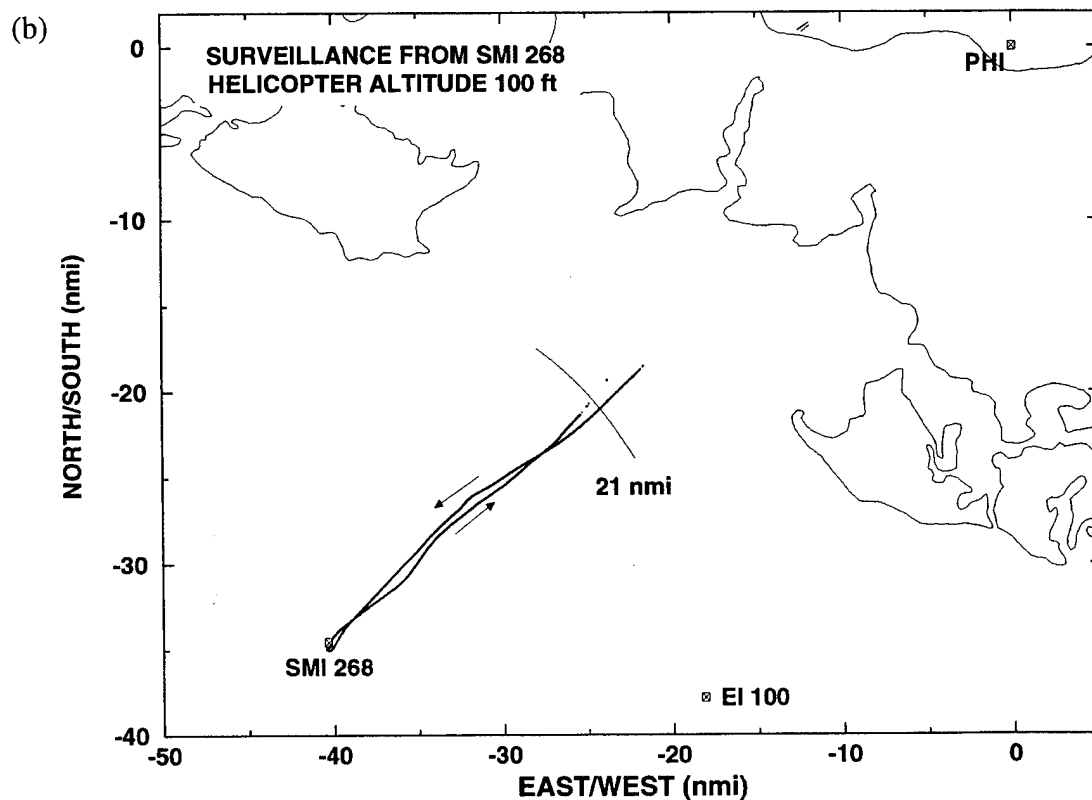 (b)
SURVEILLANCE FROM SMI 268
HELICOPTER ALTITUDE 100 ft
PHI
21 nmi
SMI 268
EI 100
NORTH/SOUTH (nmi)
0
-10
-20
-30
-40
-50
-40
-30
-20
-10
0
EAST/WEST (nmi)